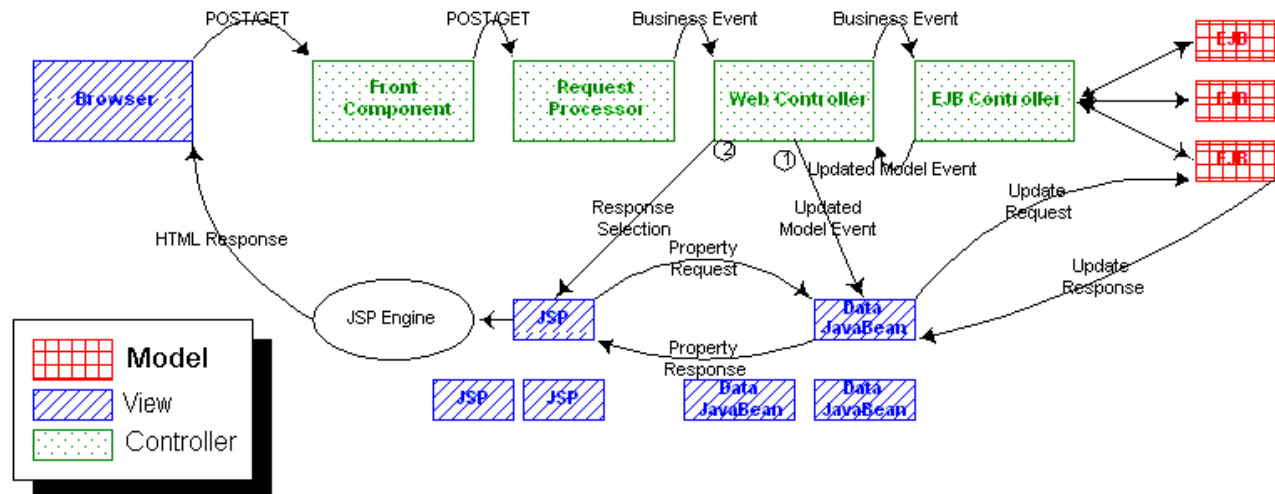 POST/GET
POST/GET
Business Event
Business Event
EJB
Browser
Front
Component
Request
Processor
Web Controller
EJB Controller
EJB
EJB
2
1
Updated Model Event
Response
Selection
Updated
Model Event
Update
Request
HTML Response
Property
Request
Update
Response
JSP Engine
JSP
Data
JavaBean
Property
Response
JSP
JSP
Data
JavaBean
Data
JavaBean
Model
View
Controller